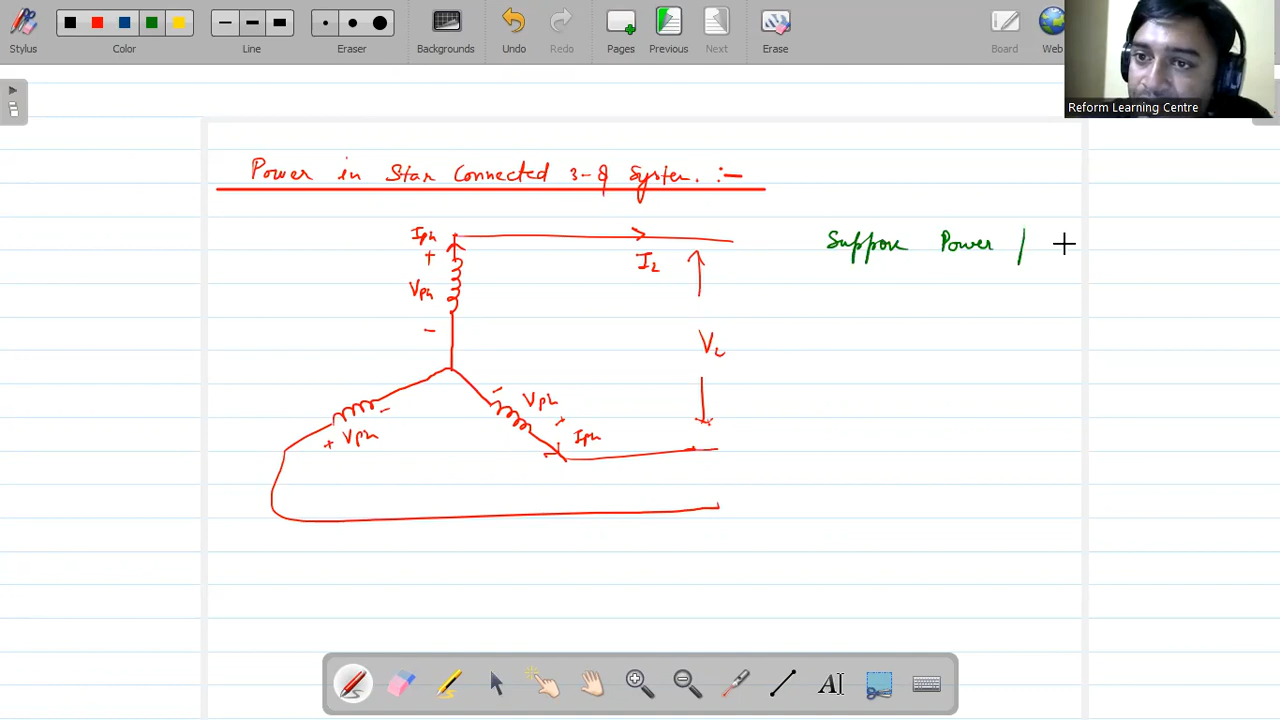 Stylus Color Line Eraser Backgrounds Undo Redo Pages Previous Next Erase Board Web
Reform Learning Centre
Power in Star Connected 3-φ System. :-
Iph
+
Vph
-
I2
VL
Suppose Power /
- Vph +
Iph
+ Vph -